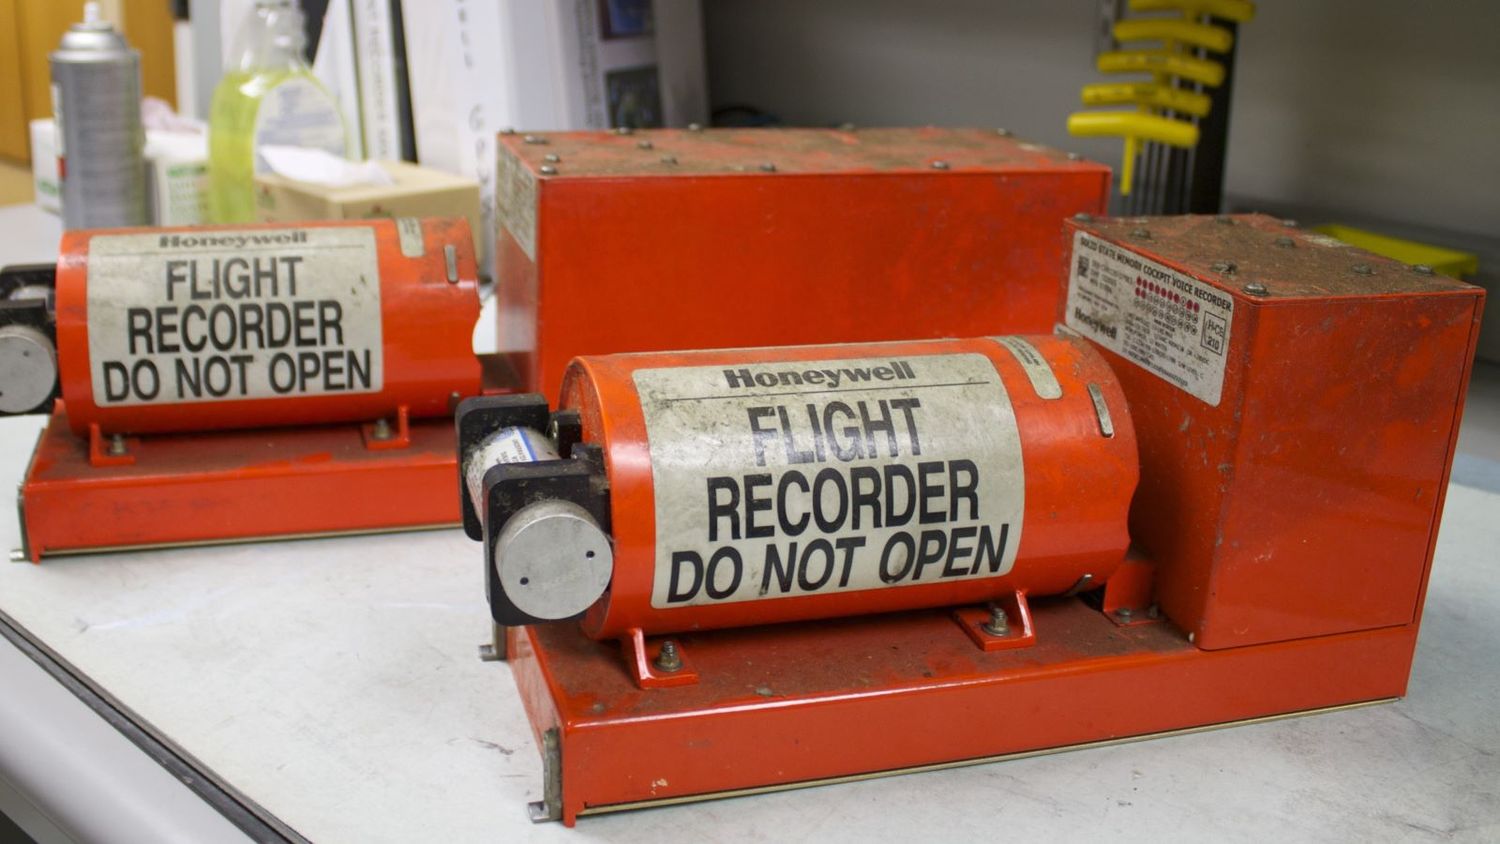 Honeywell
FLIGHT
RECORDER
DO NOT OPEN
Honeywell
FLIGHT
RECORDER
DO NOT OPEN
SOLID STATE MEMORY COCKPIT VOICE RECORDER
Honeywell